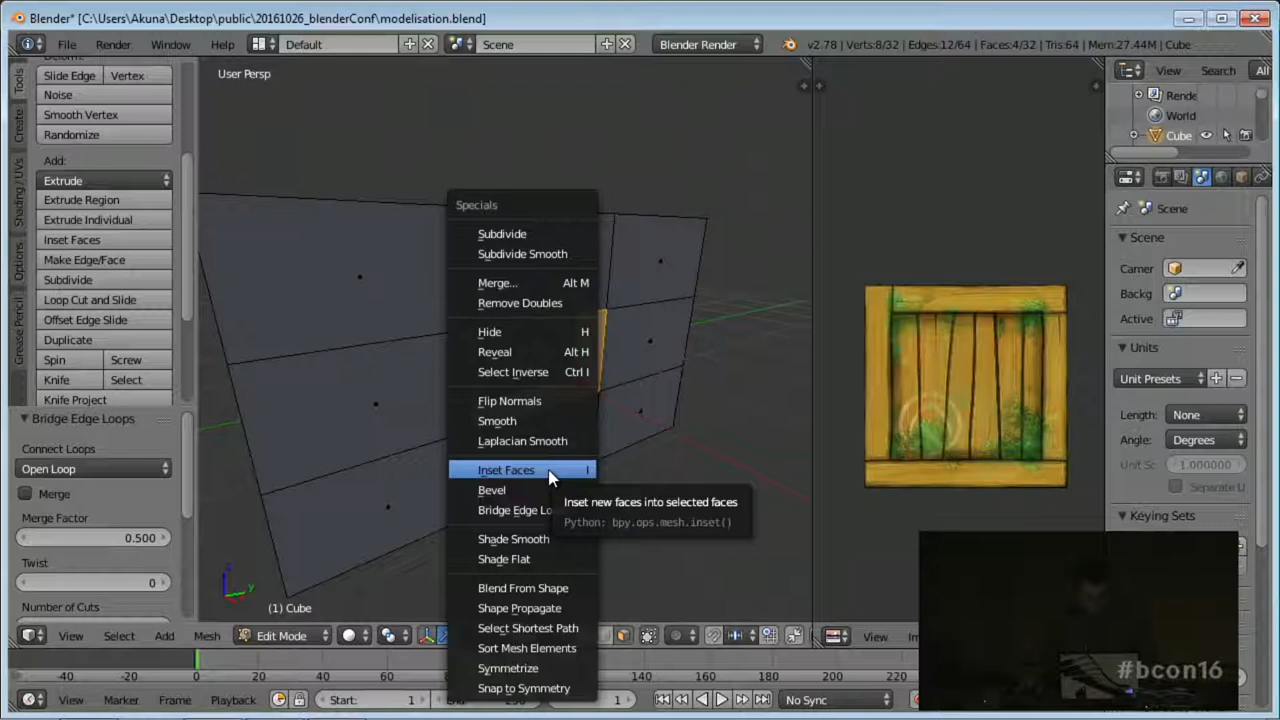 Blender* [C:\Users\Akuna\Desktop\public\20161026_blenderConf\modelisation.blend]
File Render Window Help Default Scene Blender Render v2.78 | Verts:8/32 | Edges:12/64 | Faces:4/32 | Tris:64 | Mem:27.44M | Cube
Tools
Create
Shading / UVs
Options
Grease Pencil
Slide Edge Vertex
Noise
Smooth Vertex
Randomize
Add:
Extrude
Extrude Region
Extrude Individual
Inset Faces
Make Edge/Face
Subdivide
Loop Cut and Slide
Offset Edge Slide
Duplicate
Spin Screw
Knife Select
Knife Project
Bridge Edge Loops
Connect Loops
Open Loop
Merge
Merge Factor
0.500
Twist
0
Number of Cuts
User Persp
Specials
Subdivide
Subdivide Smooth
Merge... Alt M
Remove Doubles
Hide H
Reveal Alt H
Select Inverse Ctrl I
Flip Normals
Smooth
Laplacian Smooth
Inset Faces I
Bevel
Bridge Edge Lo
Shade Smooth
Shade Flat
Blend From Shape
Shape Propagate
Select Shortest Path
Sort Mesh Elements
Symmetrize
Snap to Symmetry
Inset new faces into selected faces
Python: bpy.ops.mesh.inset()
(1) Cube
View Select Add Mesh Edit Mode
View
View Search All
Rende
World
Cube
Scene
Scene
Camer
Backg
Active
Units
Unit Presets
Length: None
Angle: Degrees
Unit Sc 1.000000
Separate U
Keying Sets
#bcon16
-40 -20 0 20 40 60 80 140 160 180 200 220
View Marker Frame Playback Start: 1 1 No Sync